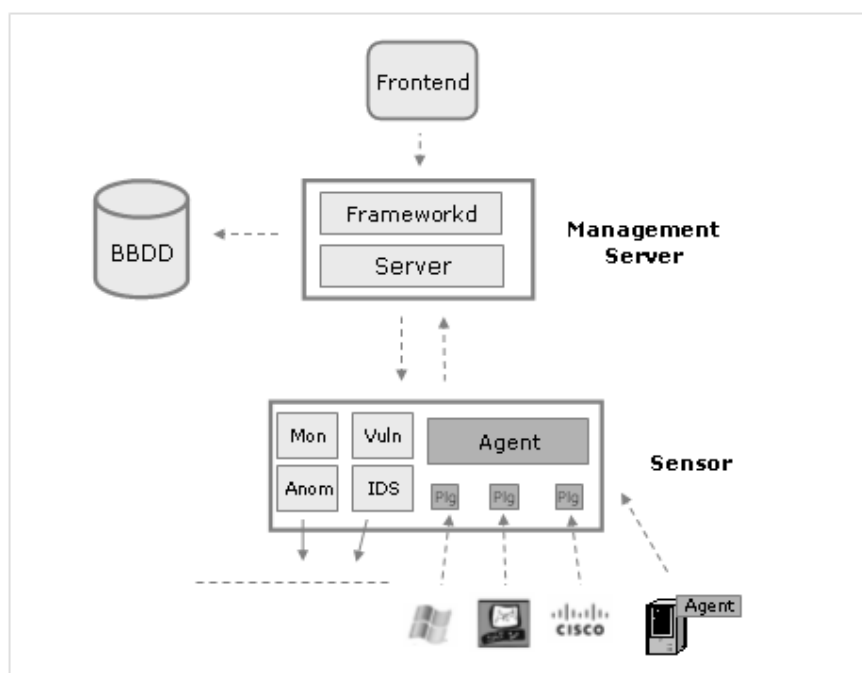 Frontend
Frameworkd
Server
BBDD
Management
Server
Mon
Vuln
Agent
Anom
IDS
Plg
Plg
Plg
Sensor
Agent
CISCO